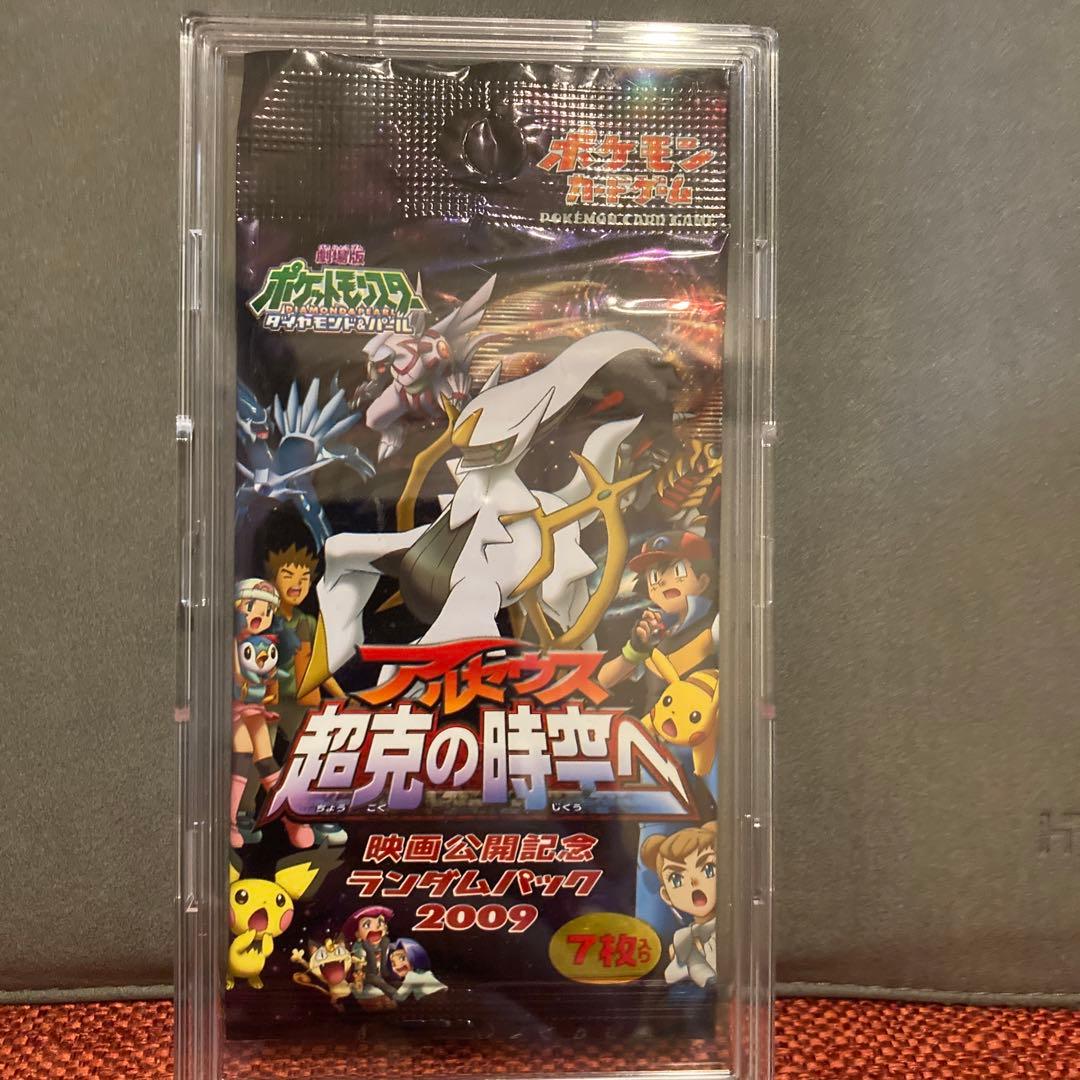 ポケモン
カードゲーム
POKÉMON CARD GAME
劇場版
ポケットモンスター
DIAMOND & PEARL
ダイヤモンド&パール
アルセウス
超克の時空へ
ちょう こく じくう
映画公開記念
ランダムパック
2009
7枚入り